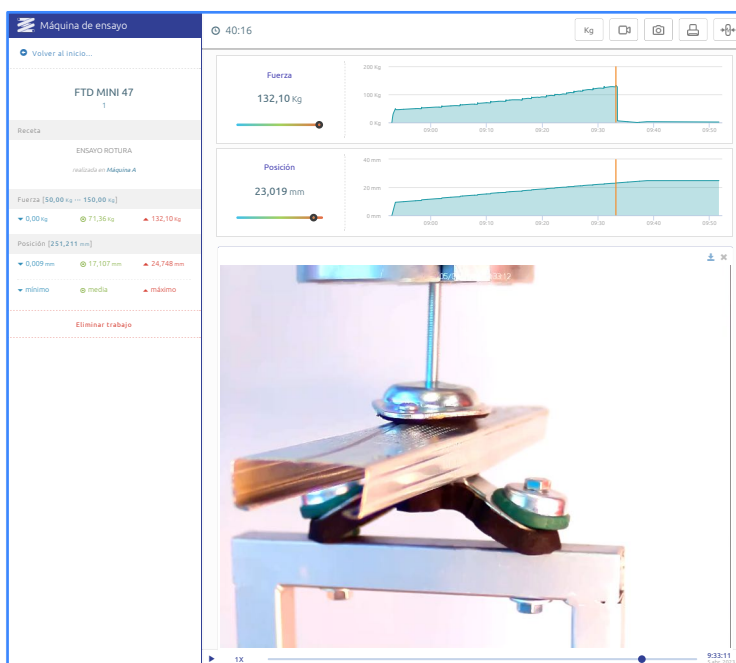 Máquina de ensayo
40:16
Kg
Volver al inicio...
FTD MINI 47
1
Receta
ENSAYO ROTURA
realizada en Máquina A
Fuerza [50,00 Kg — 150,00 Kg]
0,00 Kg 71,36 Kg 132,10 Kg
Posición [251,211 mm]
0,009 mm 17,107 mm 24,748 mm
mínimo media máximo
Eliminar trabajo
Fuerza
132,10 Kg
200 Kg
100 Kg
0 Kg
09:00 09:10 09:20 09:30 09:40 09:50
Posición
23,019 mm
40 mm
20 mm
0 mm
09:00 09:10 09:20 09:30 09:40 09:50
1X
9:33:11